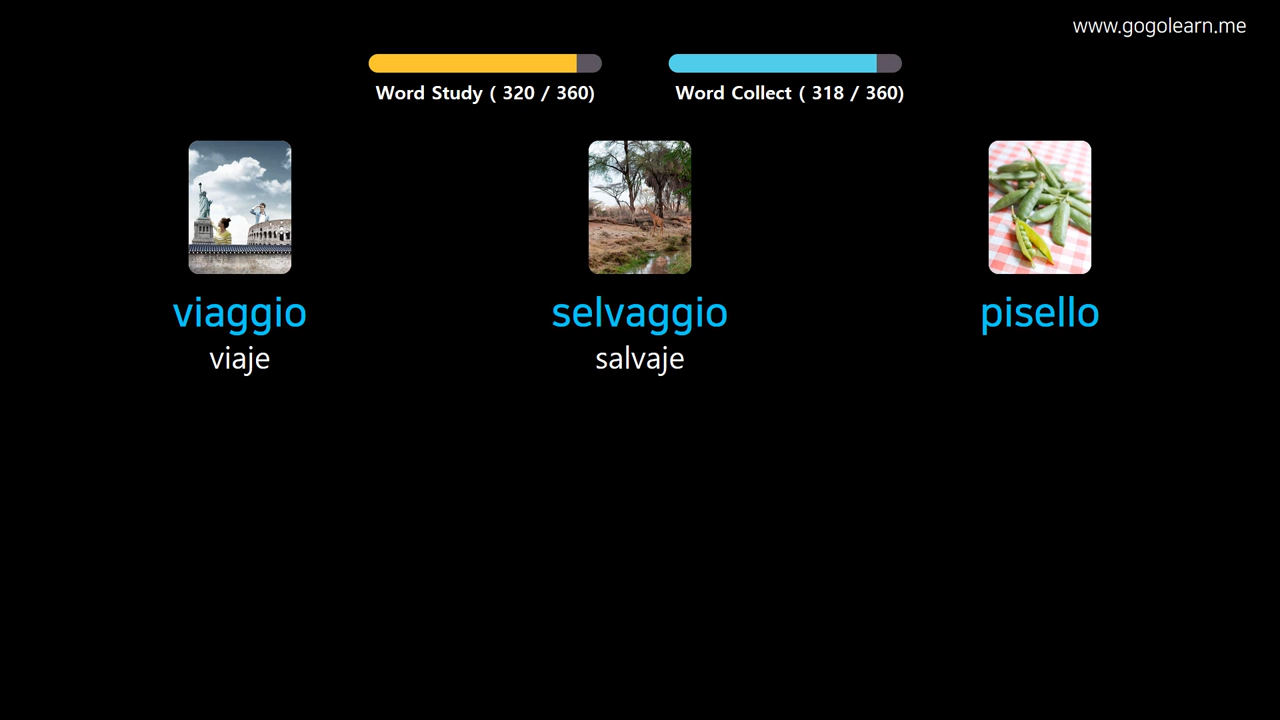 www.gogolearn.me
Word Study ( 320 / 360)
Word Collect ( 318 / 360)
viaggio
viaje
selvaggio
salvaje
pisello